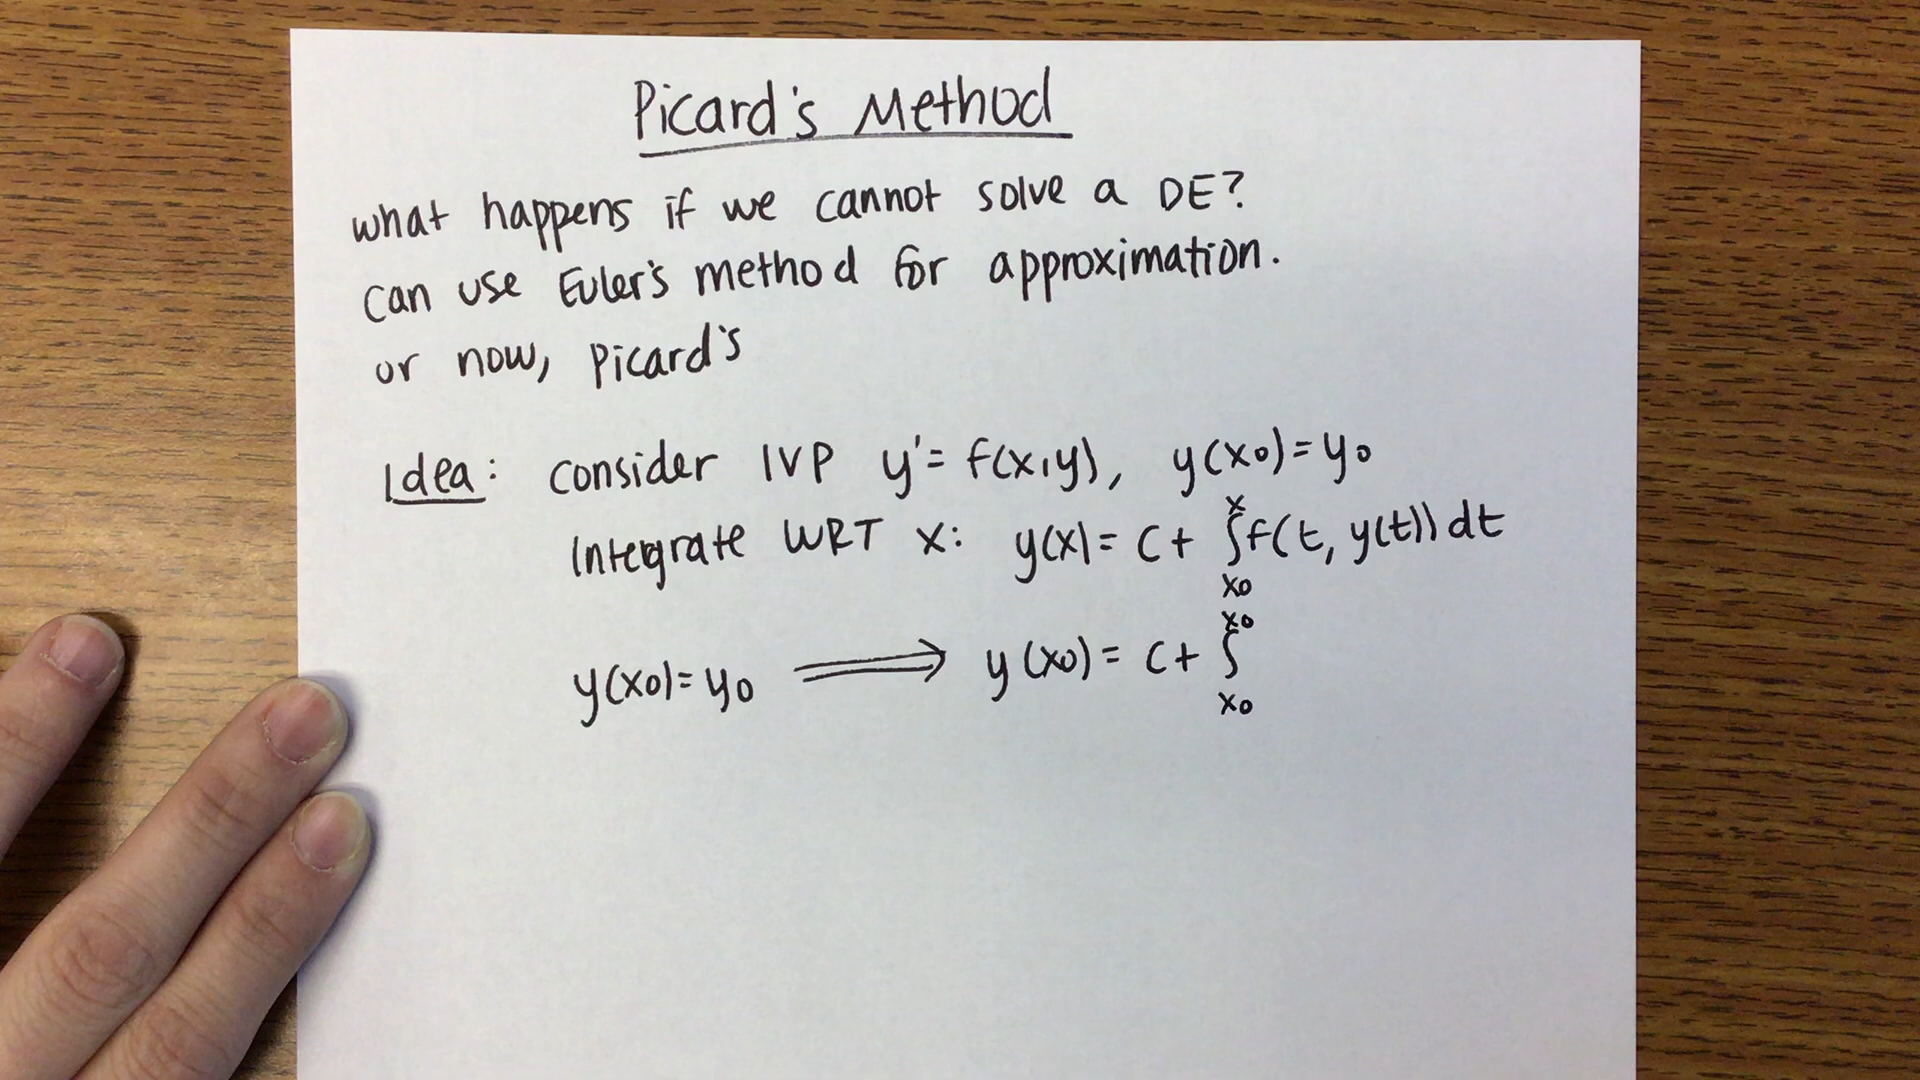 Picard's Method
what happens if we cannot solve a DE?
can use Euler's method for approximation.
or now, Picard's
Idea: consider IVP y'= f(x,y), y(x0)=y0
Integrate WRT x: y(x)= C+ ∫_{x0}^{x} f(t, y(t)) dt
y(x0)= y0 ⟹ y(x0)= C+ ∫_{x0}^{x0}